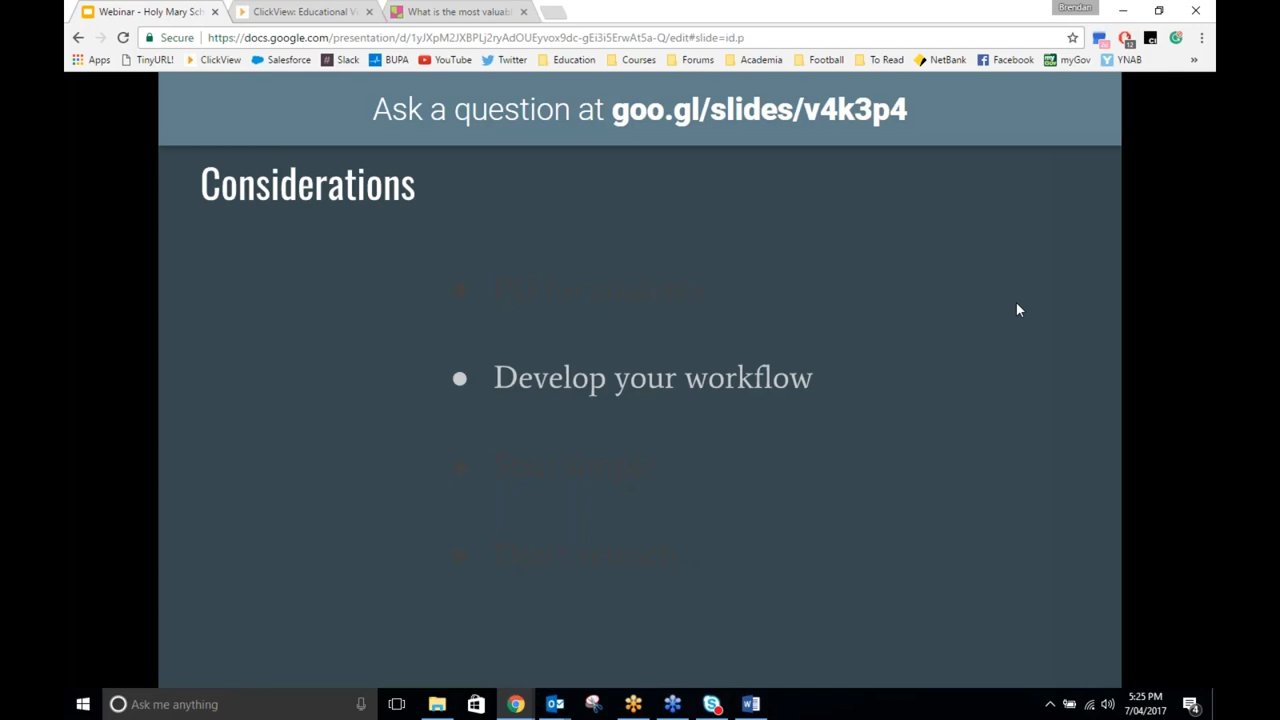 Brendan
Webinar - Holy Mary Sch
ClickView: Educational V
What is the most valuabl
Secure
https://docs.google.com/presentation/d/1yJXpM2JXBPLj2ryAdOUEyvox9dc-gEi3i5ErwAt5a-Q/edit#slide=id.p
Apps TinyURL! ClickView Salesforce Slack BUPA YouTube Twitter Education Courses Forums Academia Football To Read NetBank Facebook myGov YNAB »
Ask a question at goo.gl/slides/v4k3p4
Considerations
● Develop your workflow
Ask me anything
5:25 PM
7/04/2017
4